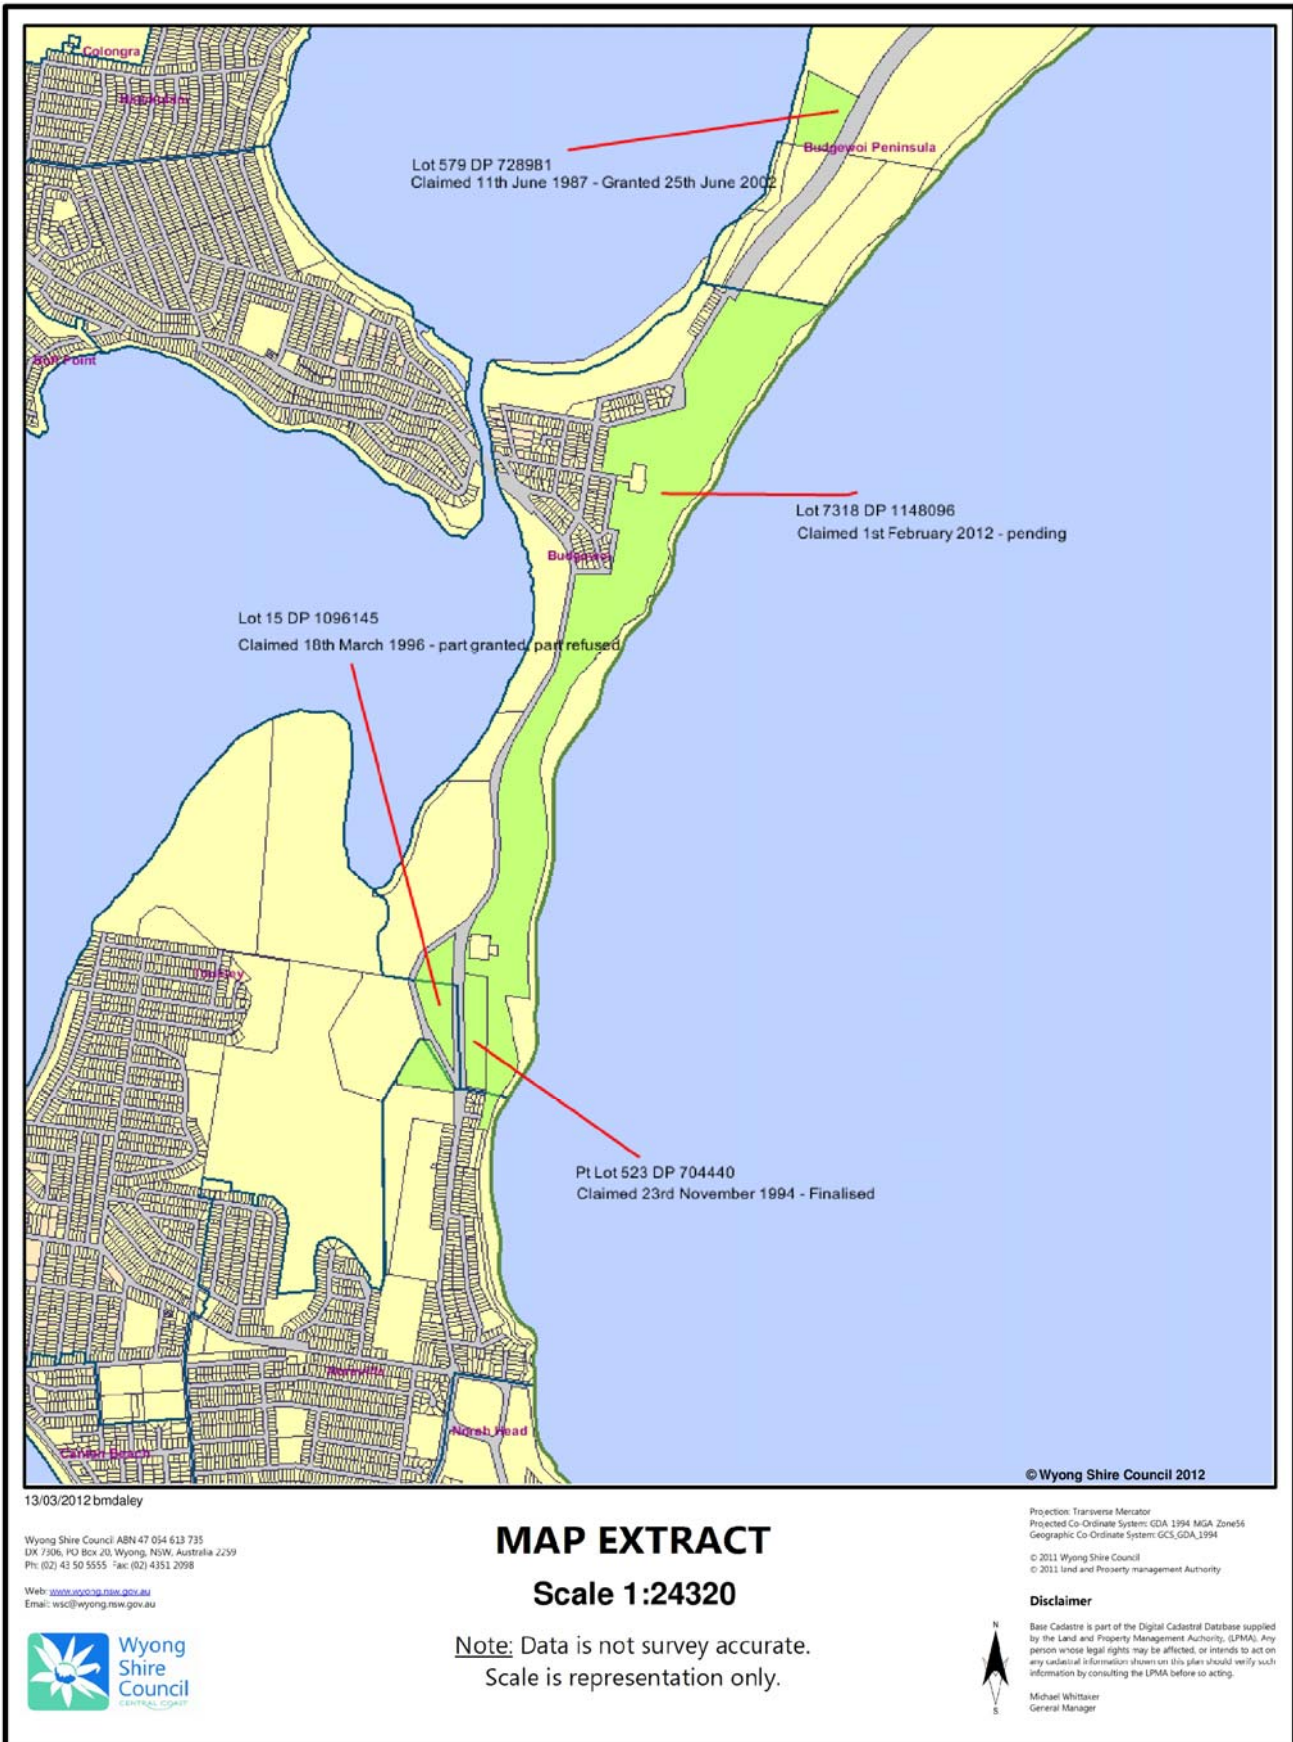 Colongra
Budgewoi Peninsula
Lot 579 DP 728981
Claimed 11th June 1987 - Granted 25th June 2002
Buff Point
Lot 7318 DP 1148096
Claimed 1st February 2012 - pending
Budgewoi
Lot 15 DP 1096145
Claimed 18th March 1996 - part granted, part refused
Toukley
Pt Lot 523 DP 704440
Claimed 23rd November 1994 - Finalised
Noraville
Norah Head
Canton Beach
© Wyong Shire Council 2012
13/03/2012 bmdaley
Wyong Shire Council ABN 47 054 613 735
DX 7306, PO Box 20, Wyong, NSW, Australia 2259
Ph: (02) 43 50 5555 Fax: (02) 4351 2098
Web: www.wyong.nsw.gov.au
Email: wsc@wyong.nsw.gov.au
Wyong
Shire
Council
CENTRAL COAST
MAP EXTRACT
Scale 1:24320
Note: Data is not survey accurate.
Scale is representation only.
N
S
Projection: Transverse Mercator
Projected Co-Ordinate System: GDA 1994 MGA Zone56
Geographic Co-Ordinate System: GCS_GDA_1994
© 2011 Wyong Shire Council
© 2011 land and Property management Authority
Disclaimer
Base Cadastre is part of the Digital Cadastral Database supplied
by the Land and Property Management Authority, (LPMA). Any
person whose legal rights may be affected, or intends to act on
any cadastral information shown on this plan should verify such
information by consulting the LPMA before so acting.
Michael Whittaker
General Manager